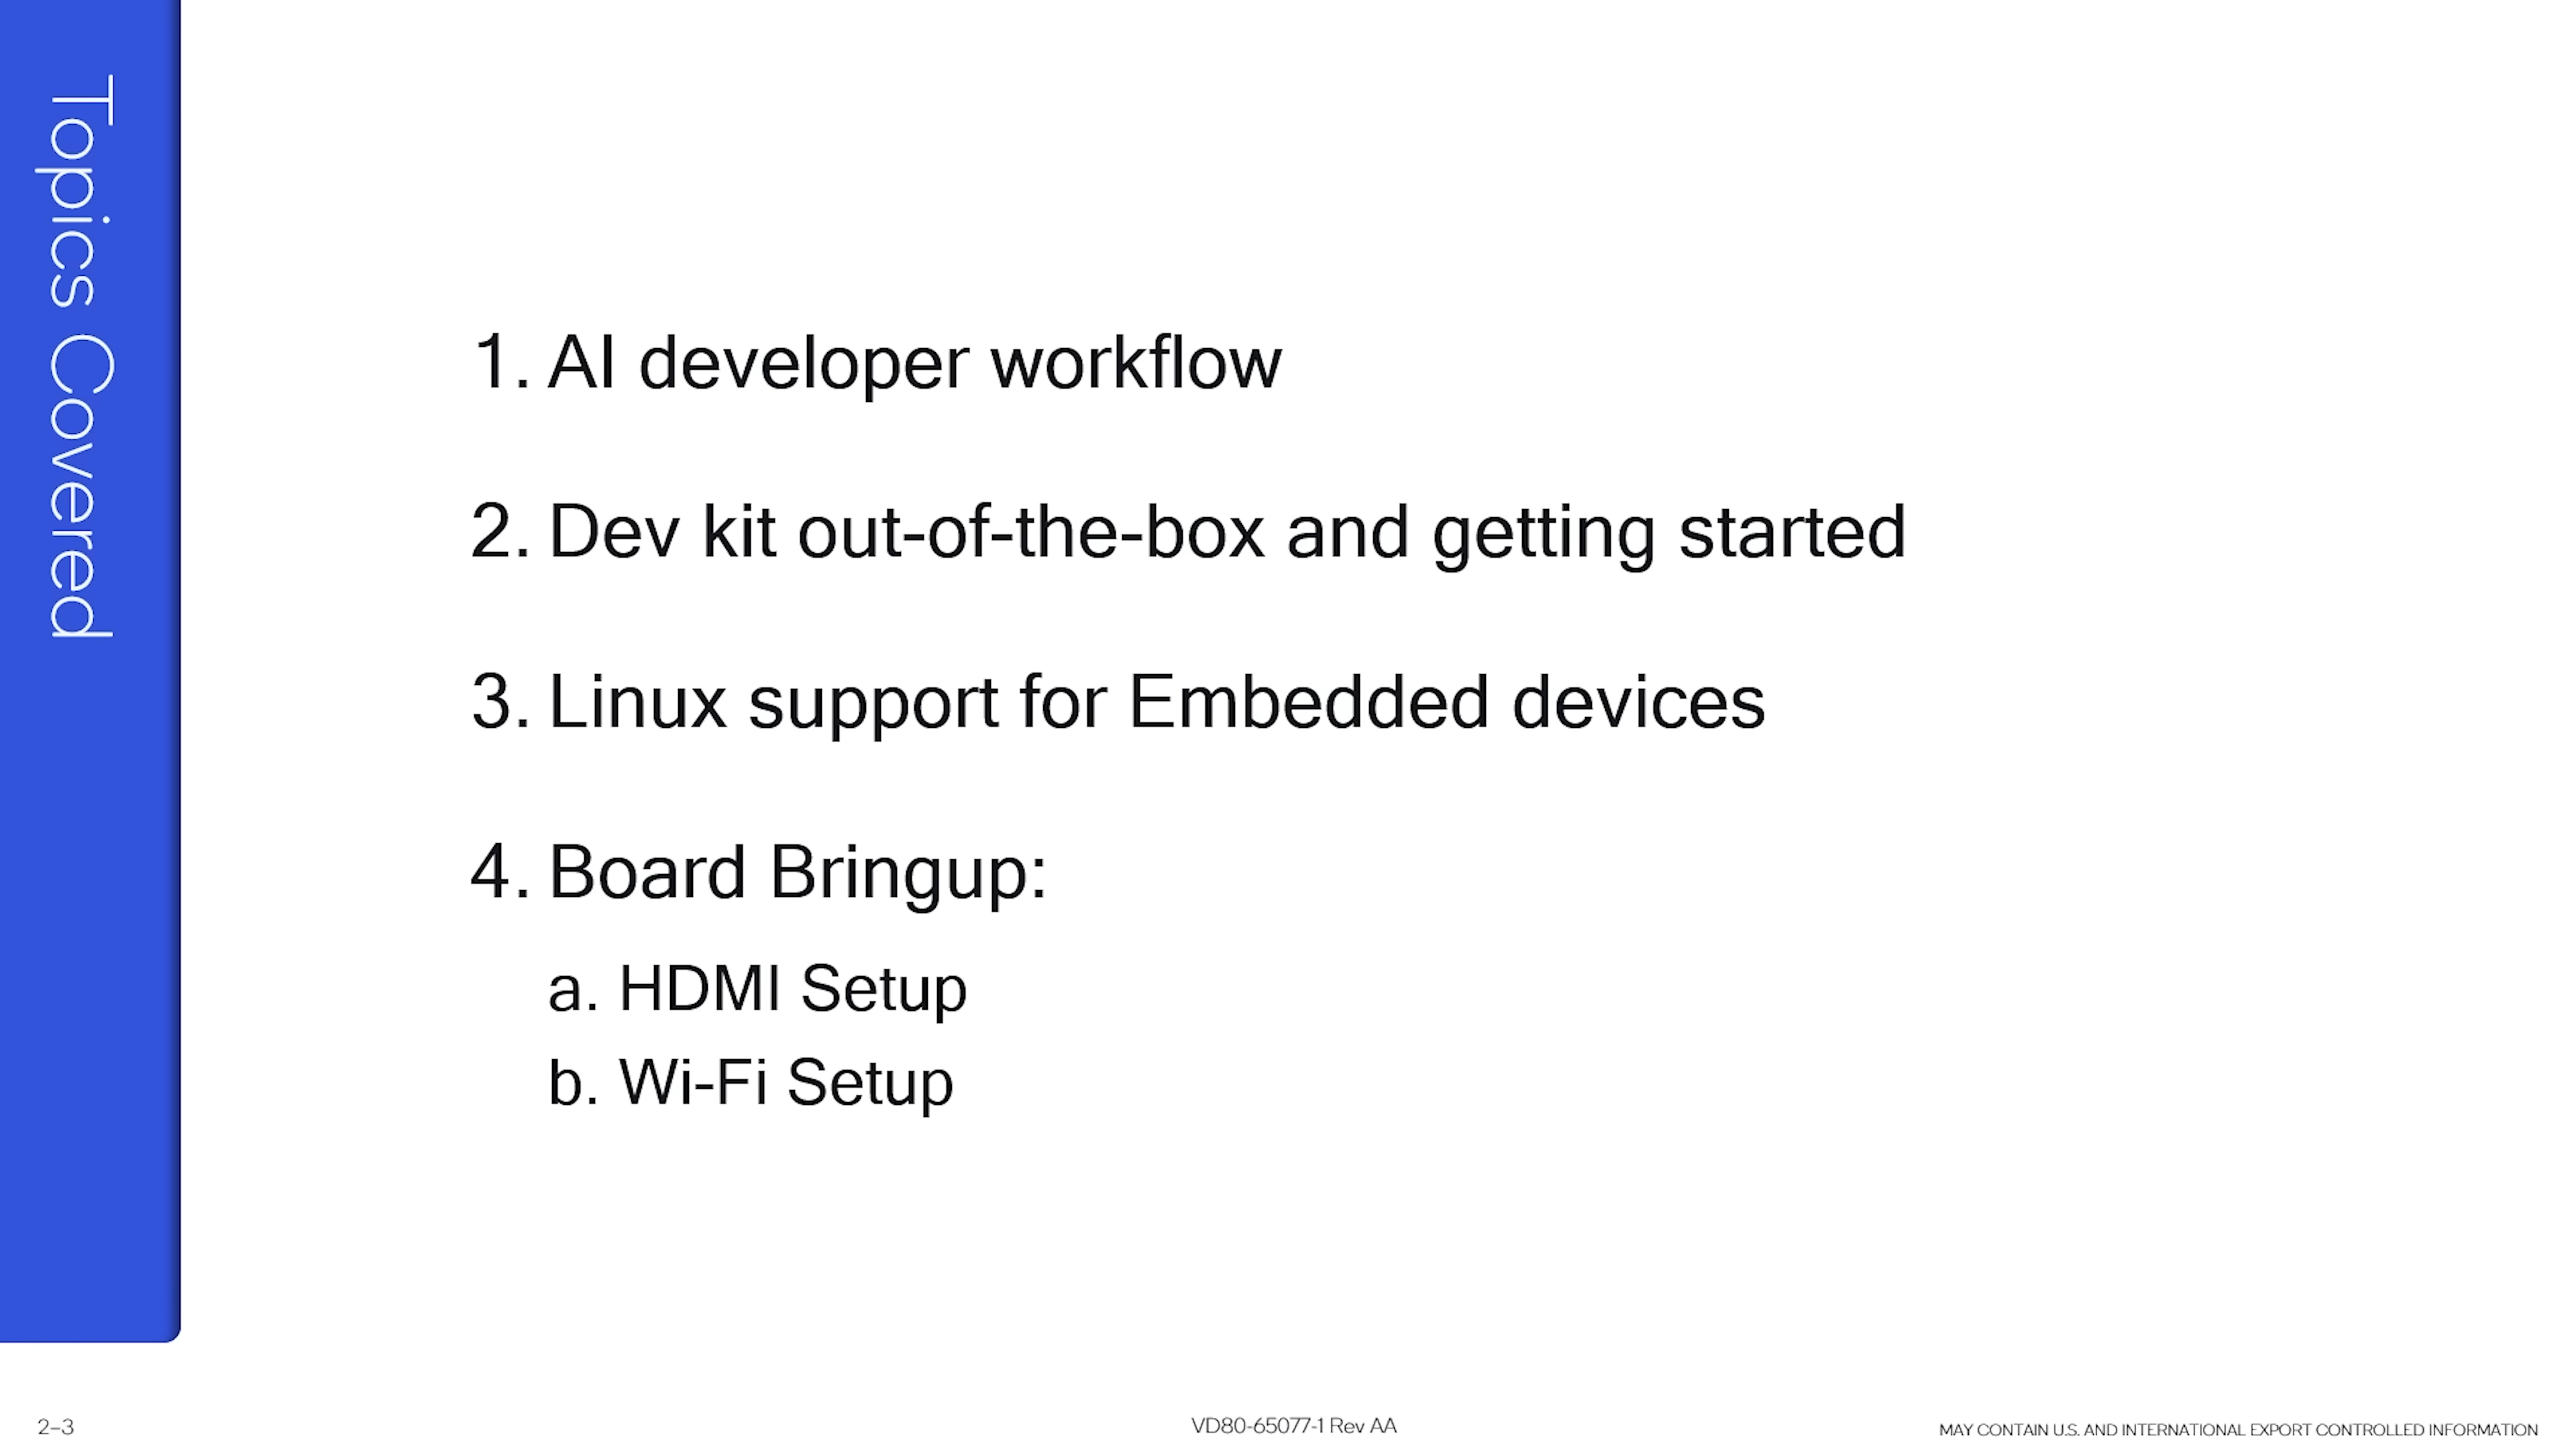 Topics Covered
1. AI developer workflow
2. Dev kit out-of-the-box and getting started
3. Linux support for Embedded devices
4. Board Bringup:
a. HDMI Setup
b. Wi-Fi Setup
2–3
VD80-65077-1 Rev AA
MAY CONTAIN U.S. AND INTERNATIONAL EXPORT CONTROLLED INFORMATION